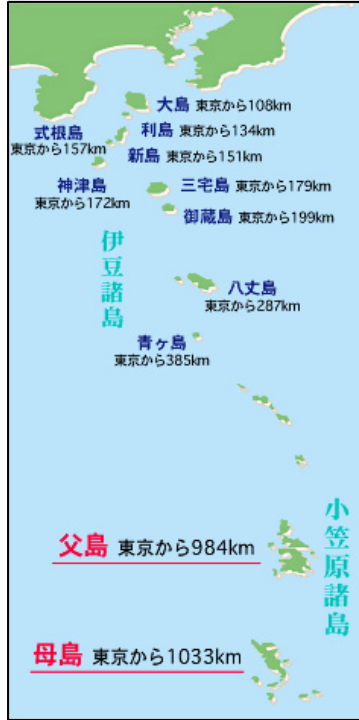 大島 東京から108km
式根島
東京から157km
利島 東京から134km
新島 東京から151km
神津島
東京から172km
三宅島 東京から179km
御蔵島 東京から199km
伊豆諸島
八丈島
東京から287km
青ヶ島
東京から385km
小笠原諸島
父島 東京から984km
母島 東京から1033km